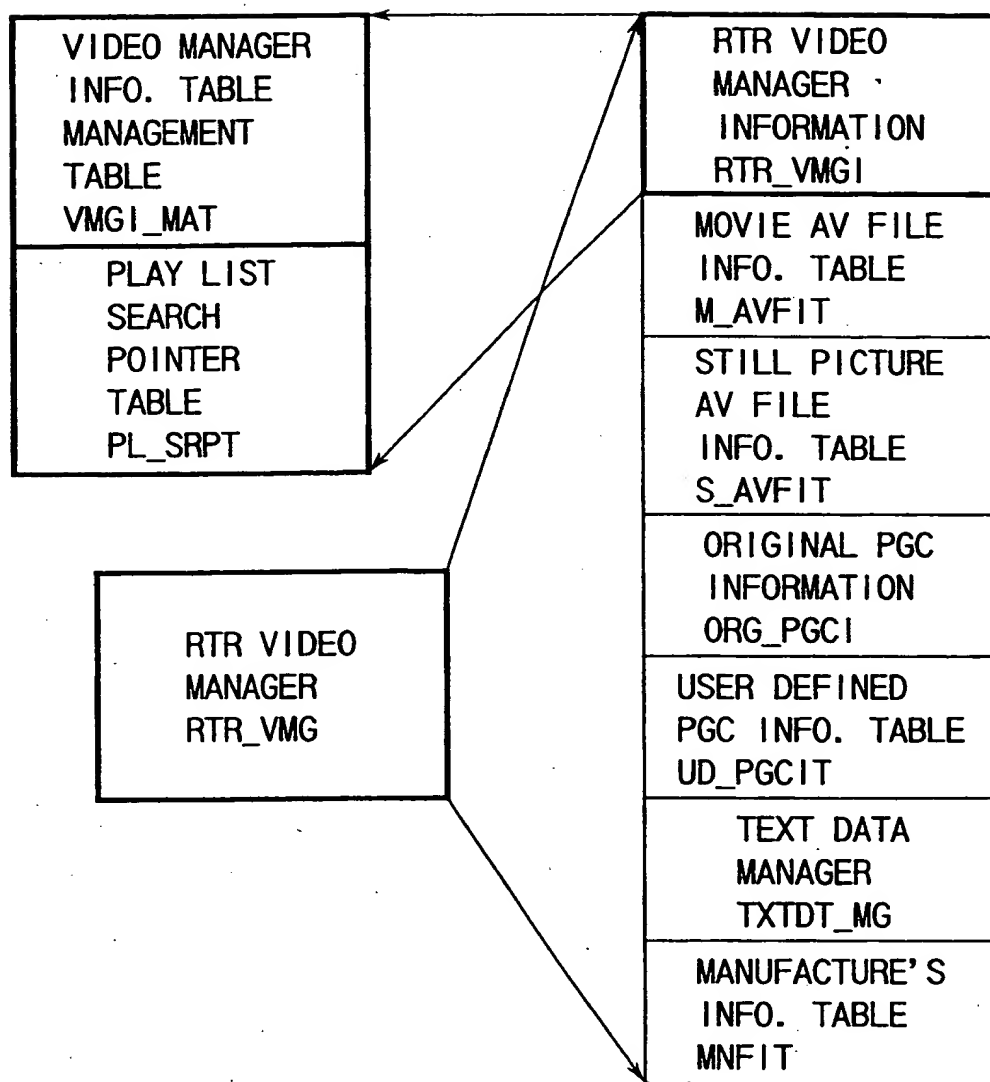 VIDEO MANAGER
INFO. TABLE
MANAGEMENT
TABLE
VMGI_MAT
PLAY LIST
SEARCH
POINTER
TABLE
PL_SRPT
RTR VIDEO
MANAGER
RTR_VMG
RTR VIDEO
MANAGER
INFORMATION
RTR_VMGI
MOVIE AV FILE
INFO. TABLE
M_AVFIT
STILL PICTURE
AV FILE
INFO. TABLE
S_AVFIT
ORIGINAL PGC
INFORMATION
ORG_PGCI
USER DEFINED
PGC INFO. TABLE
UD_PGCIT
TEXT DATA
MANAGER
TXTDT_MG
MANUFACTURE'S
INFO. TABLE
MNFIT